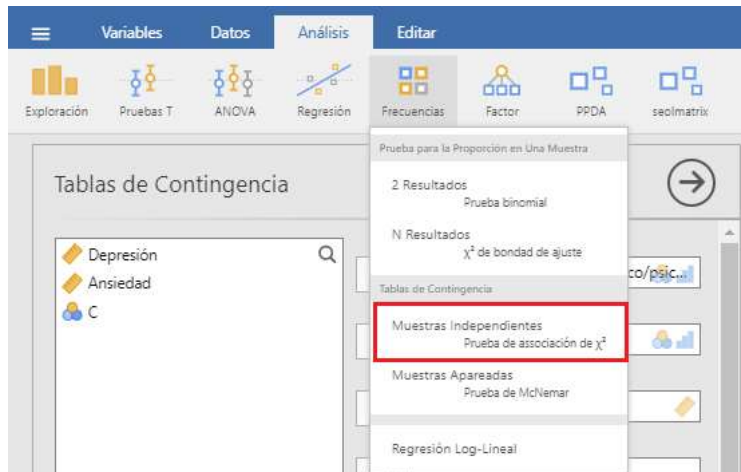 Variables Datos Análisis Editar
Exploración Pruebas T ANOVA Regresión Frecuencias Factor PPDA seolmatrix
Tablas de Contingencia
Depresión
Ansiedad
C
Prueba para la Proporción en Una Muestra
2 Resultados
Prueba binomial
N Resultados
χ² de bondad de ajuste
Tablas de Contingencia
Muestras Independientes
Prueba de associación de χ²
Muestras Apareadas
Prueba de McNemar
Regresión Log-Lineal
co/psic...